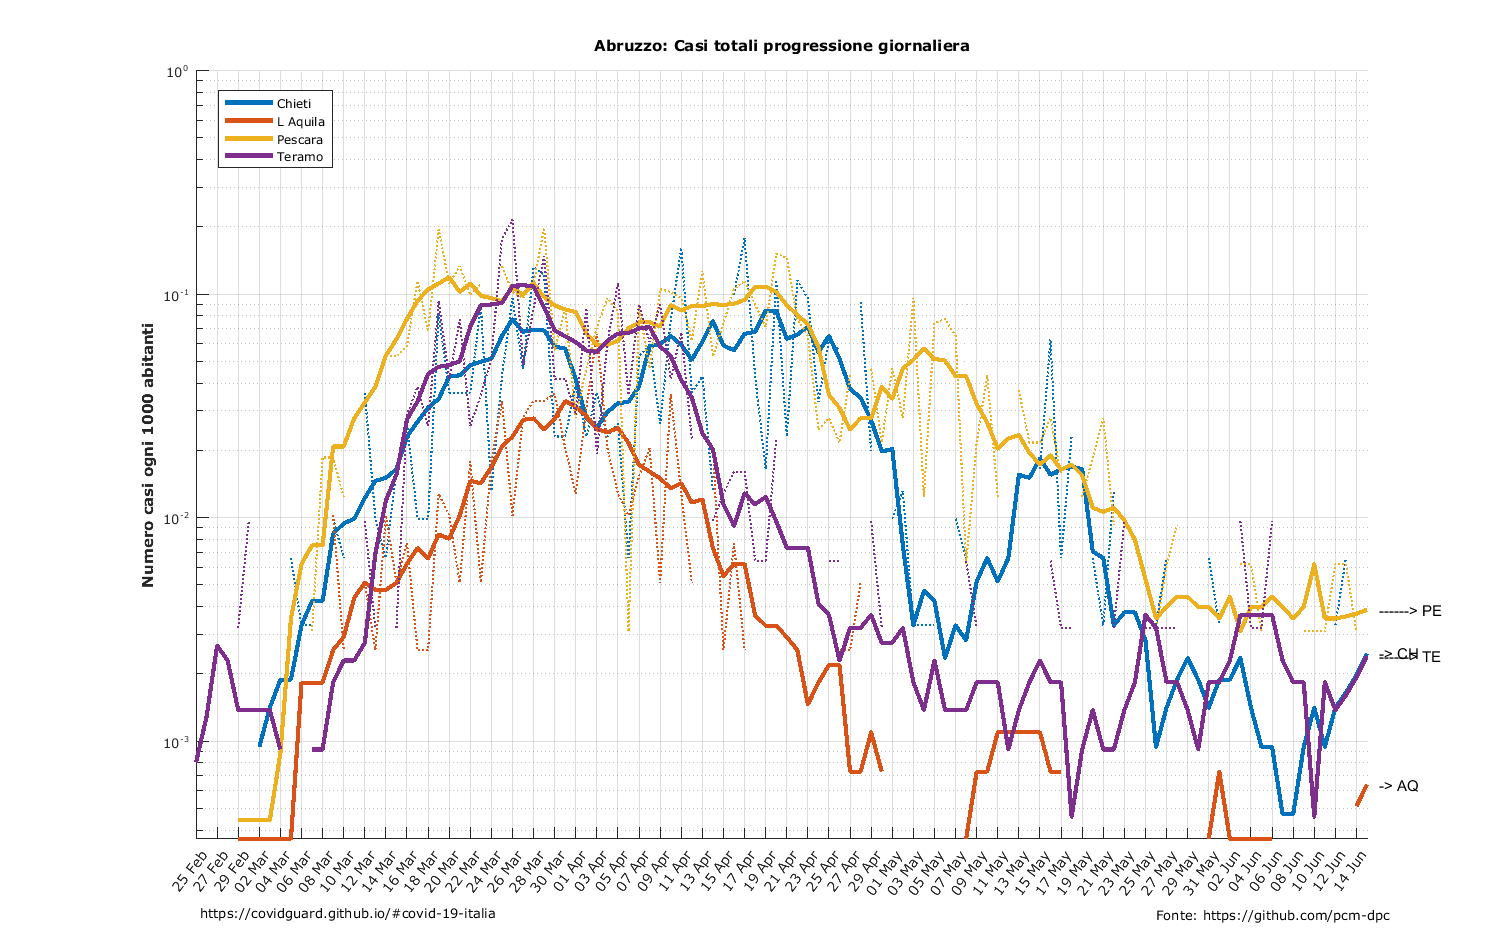 Abruzzo: Casi totali progressione giornaliera
10⁰
Chieti
L Aquila
Pescara
Teramo
10⁻¹
10⁻²
10⁻³
Numero casi ogni 1000 abitanti
------> PE
-> CH
------> TE
-> AQ
25 Feb
27 Feb
29 Feb
02 Mar
04 Mar
06 Mar
08 Mar
10 Mar
12 Mar
14 Mar
16 Mar
18 Mar
20 Mar
22 Mar
24 Mar
26 Mar
28 Mar
30 Mar
01 Apr
03 Apr
05 Apr
07 Apr
09 Apr
11 Apr
13 Apr
15 Apr
17 Apr
19 Apr
21 Apr
23 Apr
25 Apr
27 Apr
29 Apr
01 May
03 May
05 May
07 May
09 May
11 May
13 May
15 May
17 May
19 May
21 May
23 May
25 May
27 May
29 May
31 May
02 Jun
04 Jun
06 Jun
08 Jun
10 Jun
12 Jun
14 Jun
https://covidguard.github.io/#covid-19-italia
Fonte: https://github.com/pcm-dpc